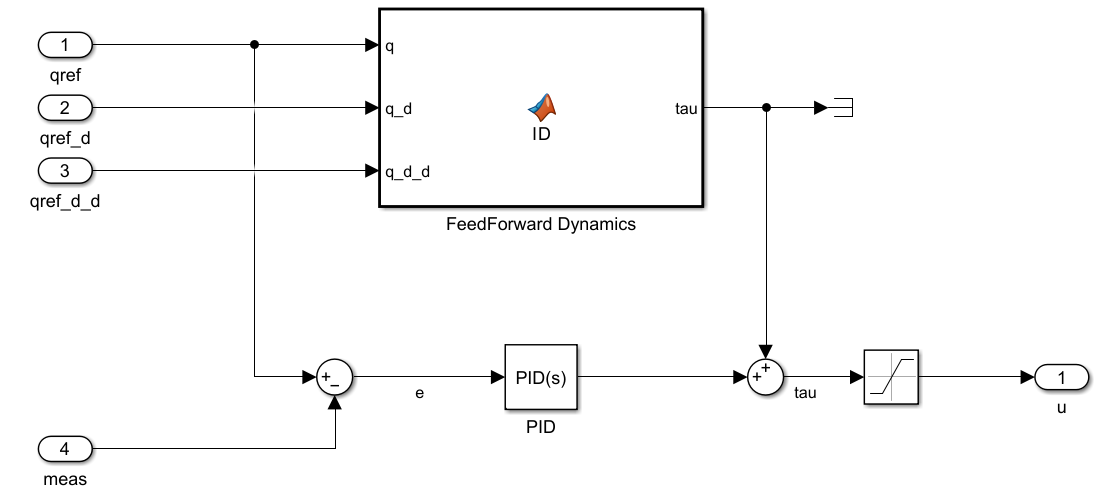 1
qref
2
qref_d
3
qref_d_d
q
q_d
q_d_d
ID
tau
FeedForward Dynamics
+
_
e
PID(s)
PID
+
+
tau
1
u
4
meas